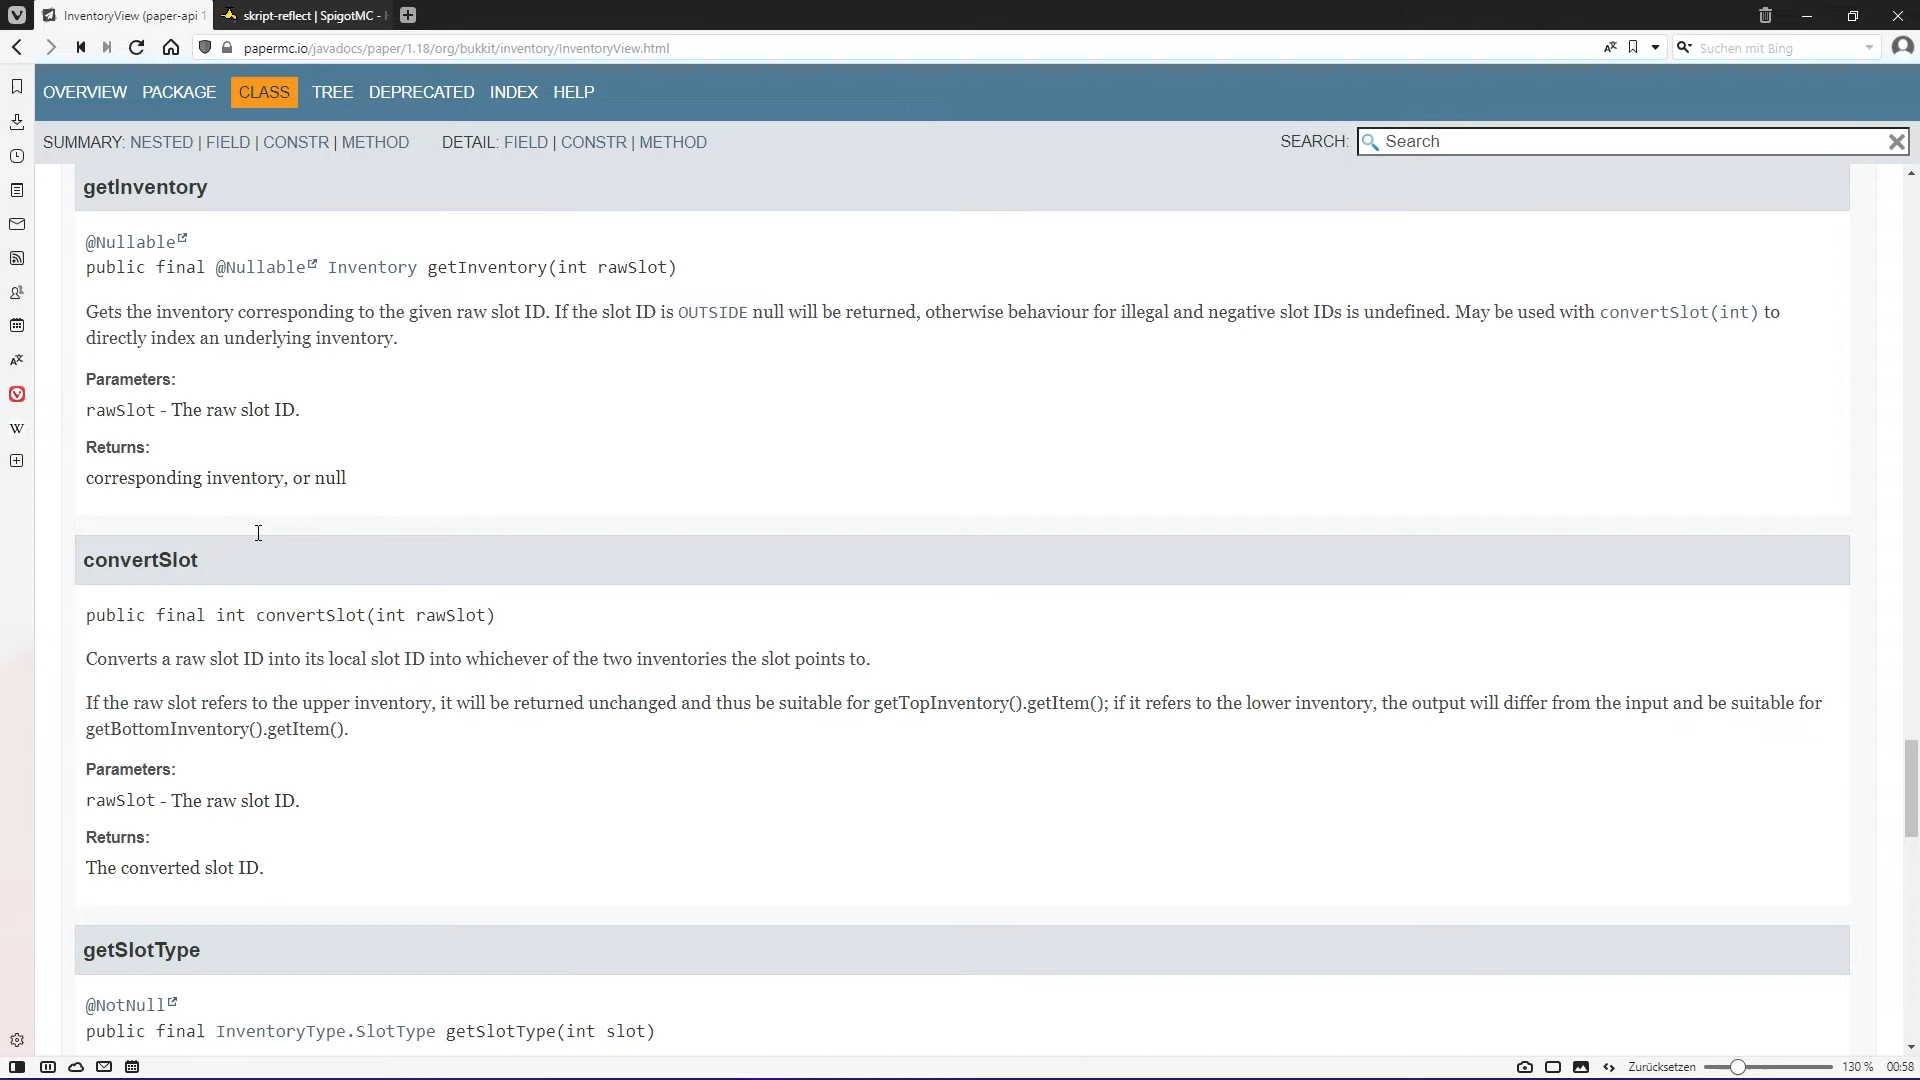 InventoryView (paper-api 1
skript-reflect | SpigotMC -
papermc.io/javadocs/paper/1.18/org/bukkit/inventory/InventoryView.html
Suchen mit Bing
OVERVIEW PACKAGE CLASS TREE DEPRECATED INDEX HELP
SUMMARY: NESTED | FIELD | CONSTR | METHOD DETAIL: FIELD | CONSTR | METHOD
SEARCH: Search
getInventory
@Nullable
public final @Nullable Inventory getInventory(int rawSlot)
Gets the inventory corresponding to the given raw slot ID. If the slot ID is OUTSIDE null will be returned, otherwise behaviour for illegal and negative slot IDs is undefined. May be used with convertSlot(int) to
directly index an underlying inventory.
Parameters:
rawSlot - The raw slot ID.
Returns:
corresponding inventory, or null
convertSlot
public final int convertSlot(int rawSlot)
Converts a raw slot ID into its local slot ID into whichever of the two inventories the slot points to.
If the raw slot refers to the upper inventory, it will be returned unchanged and thus be suitable for getTopInventory().getItem(); if it refers to the lower inventory, the output will differ from the input and be suitable for
getBottomInventory().getItem().
Parameters:
rawSlot - The raw slot ID.
Returns:
The converted slot ID.
getSlotType
@NotNull
public final InventoryType.SlotType getSlotType(int slot)
W
Zurücksetzen 130 % 00:58